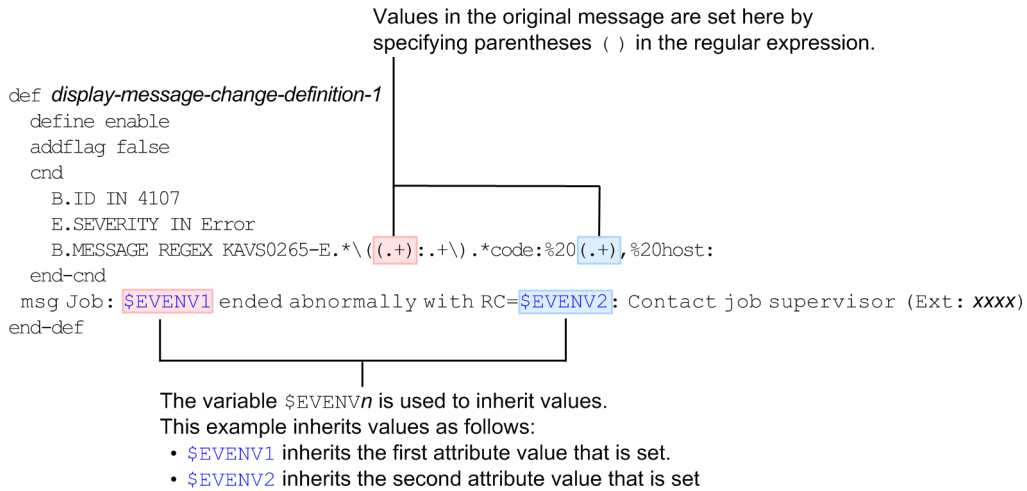 Values in the original message are set here by
specifying parentheses ( ) in the regular expression.
def display-message-change-definition-1
define enable
addflag false
cnd
B.ID IN 4107
E.SEVERITY IN Error
B.MESSAGE REGEX KAVS0265-E.*\((.+):.+\).*code:%20(.+),%20host:
end-cnd
msg Job: $EVENV1 ended abnormally with RC=$EVENV2: Contact job supervisor (Ext: xxxx)
end-def
The variable $EVENVn is used to inherit values.
This example inherits values as follows:
• $EVENV1 inherits the first attribute value that is set.
• $EVENV2 inherits the second attribute value that is set